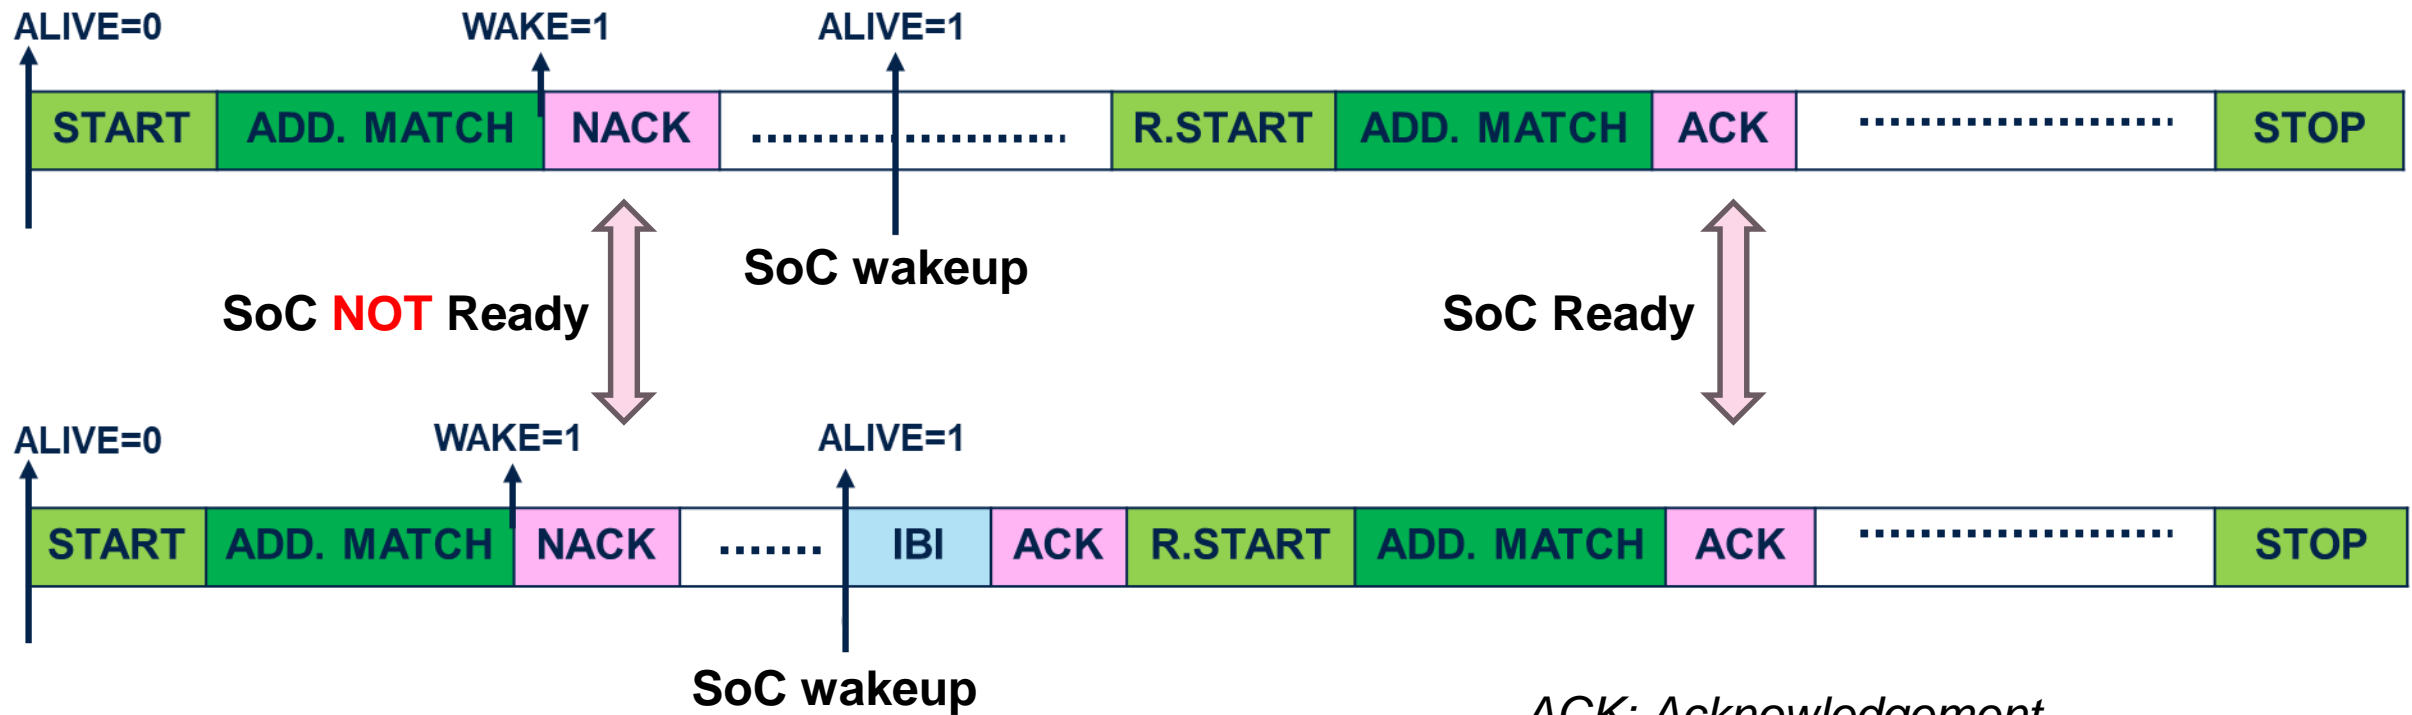 ALIVE=0 WAKE=1 ALIVE=1
START ADD. MATCH NACK R.START ADD. MATCH ACK STOP
SoC wakeup
SoC NOT Ready SoC Ready
ALIVE=0 WAKE=1 ALIVE=1
START ADD. MATCH NACK IBI ACK R.START ADD. MATCH ACK STOP
SoC wakeup
ACK: Acknowledgement